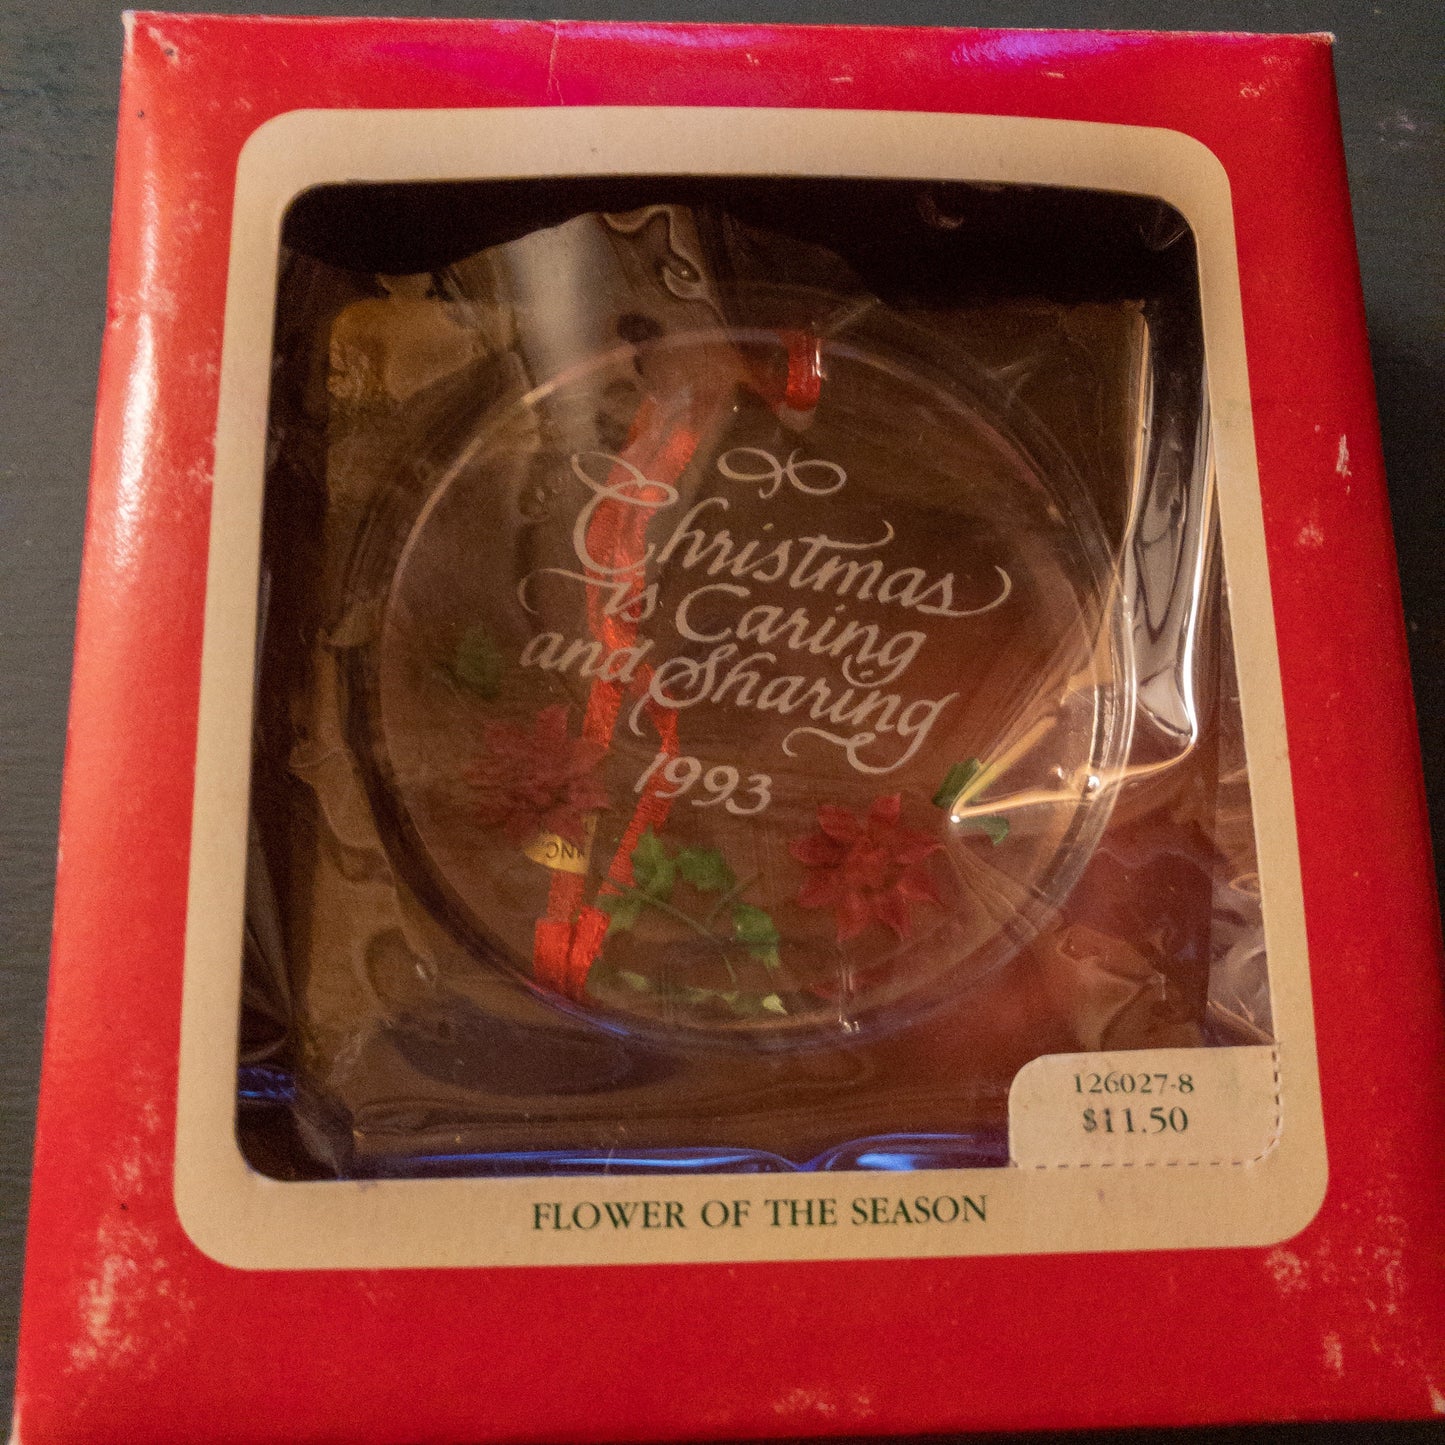 Christmas
is Caring
and Sharing
1993
126027-8
$11.50
FLOWER OF THE SEASON